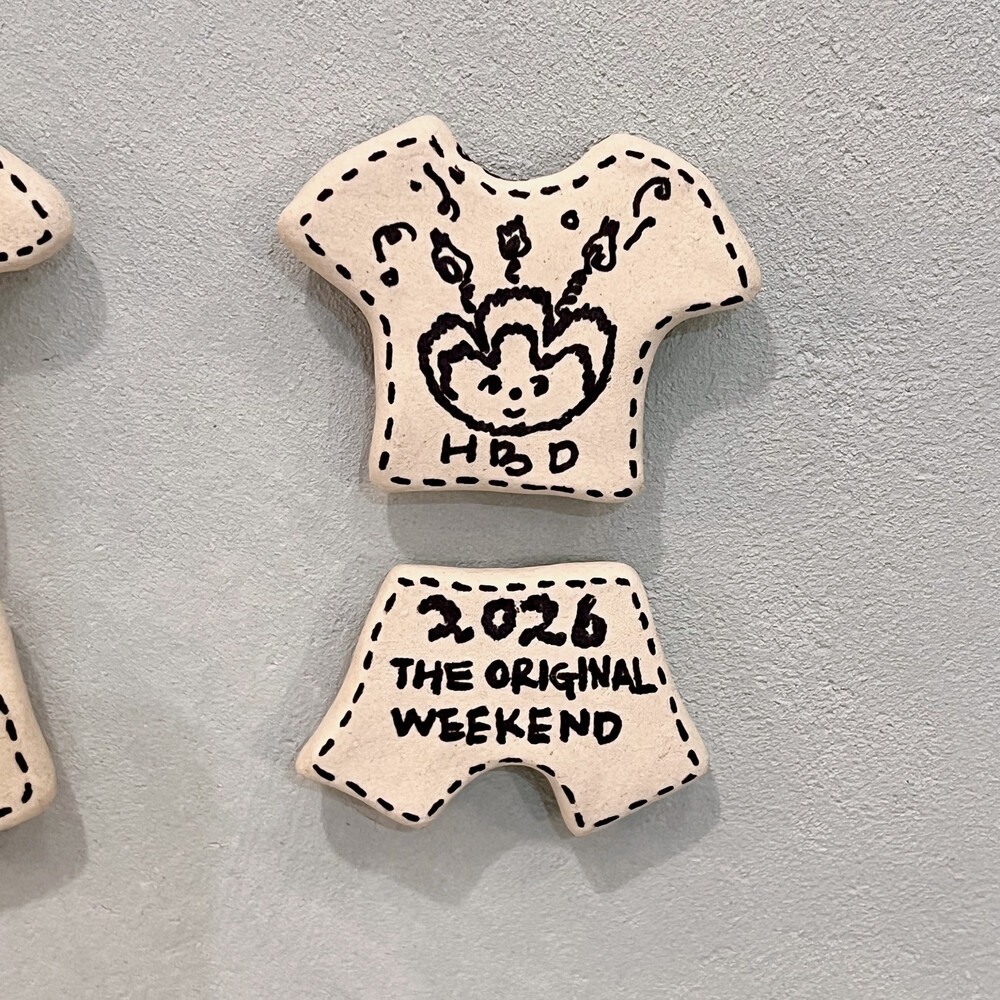 HBD
2026
THE ORIGINAL
WEEKEND